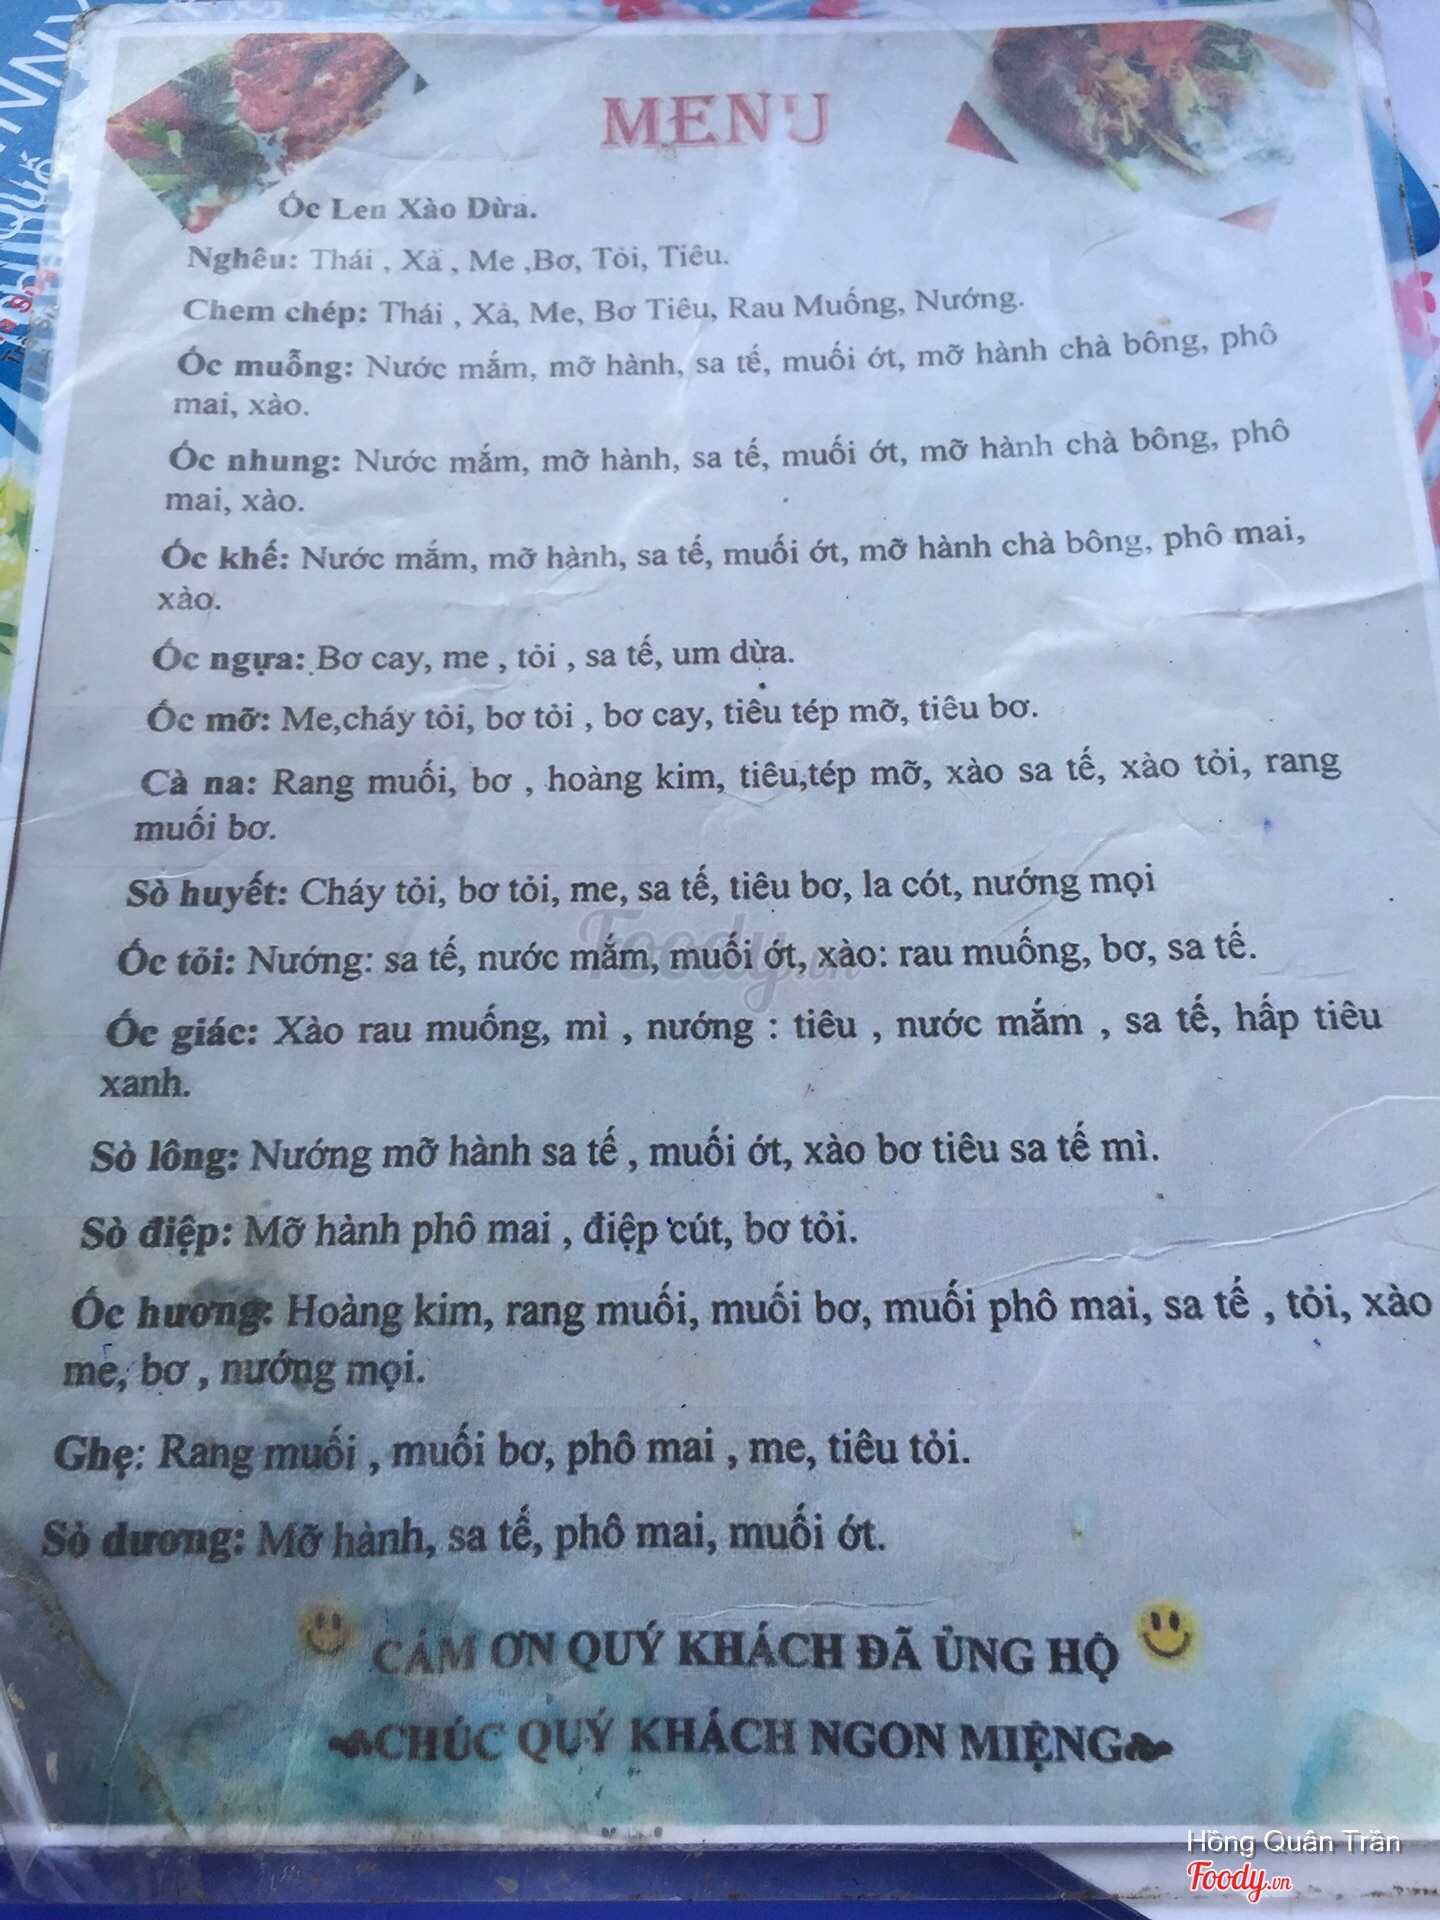 MENU
Ốc Len Xào Dừa.
Nghêu: Thái , Xả , Me ,Bơ, Tỏi, Tiêu.
Chem chép: Thái , Xả, Me, Bơ Tiêu, Rau Muống, Nướng.
Ốc muỗng: Nước mắm, mỡ hành, sa tế, muối ớt, mỡ hành chà bông, phô
mai, xào.
Ốc nhung: Nước mắm, mỡ hành, sa tế, muối ớt, mỡ hành chà bông, phô
mai, xào.
Ốc khế: Nước mắm, mỡ hành, sa tế, muối ớt, mỡ hành chà bông, phô mai,
xào.
Ốc ngựa: Bơ cay, me , tỏi , sa tế, um dừa.
Ốc mỡ: Me,cháy tỏi, bơ tỏi , bơ cay, tiêu tép mỡ, tiêu bơ.
Cà na: Rang muối, bơ , hoàng kim, tiêu,tép mỡ, xào sa tế, xào tỏi, rang
muối bơ.
Sò huyết: Cháy tỏi, bơ tỏi, me, sa tế, tiêu bơ, la cót, nướng mọi
Ốc tỏi: Nướng: sa tế, nước mắm, muối ớt, xào: rau muống, bơ, sa tế.
Ốc giác: Xào rau muống, mì , nướng : tiêu , nước mắm , sa tế, hấp tiêu
xanh.
Sò lông: Nướng mỡ hành sa tế , muối ớt, xào bơ tiêu sa tế mì.
Sò điệp: Mỡ hành phô mai , điệp cút, bơ tỏi.
Ốc hương: Hoàng kim, rang muối, muối bơ, muối phô mai, sa tế , tỏi, xào
me, bơ , nướng mọi.
Ghẹ: Rang muối , muối bơ, phô mai , me, tiêu tỏi.
Sò dương: Mỡ hành, sa tế, phô mai, muối ớt.
CÁM ƠN QUÝ KHÁCH ĐÃ ỦNG HỘ
CHÚC QUÝ KHÁCH NGON MIỆNG
Foody.vn
Hồng Quân Trần
Foody.vn